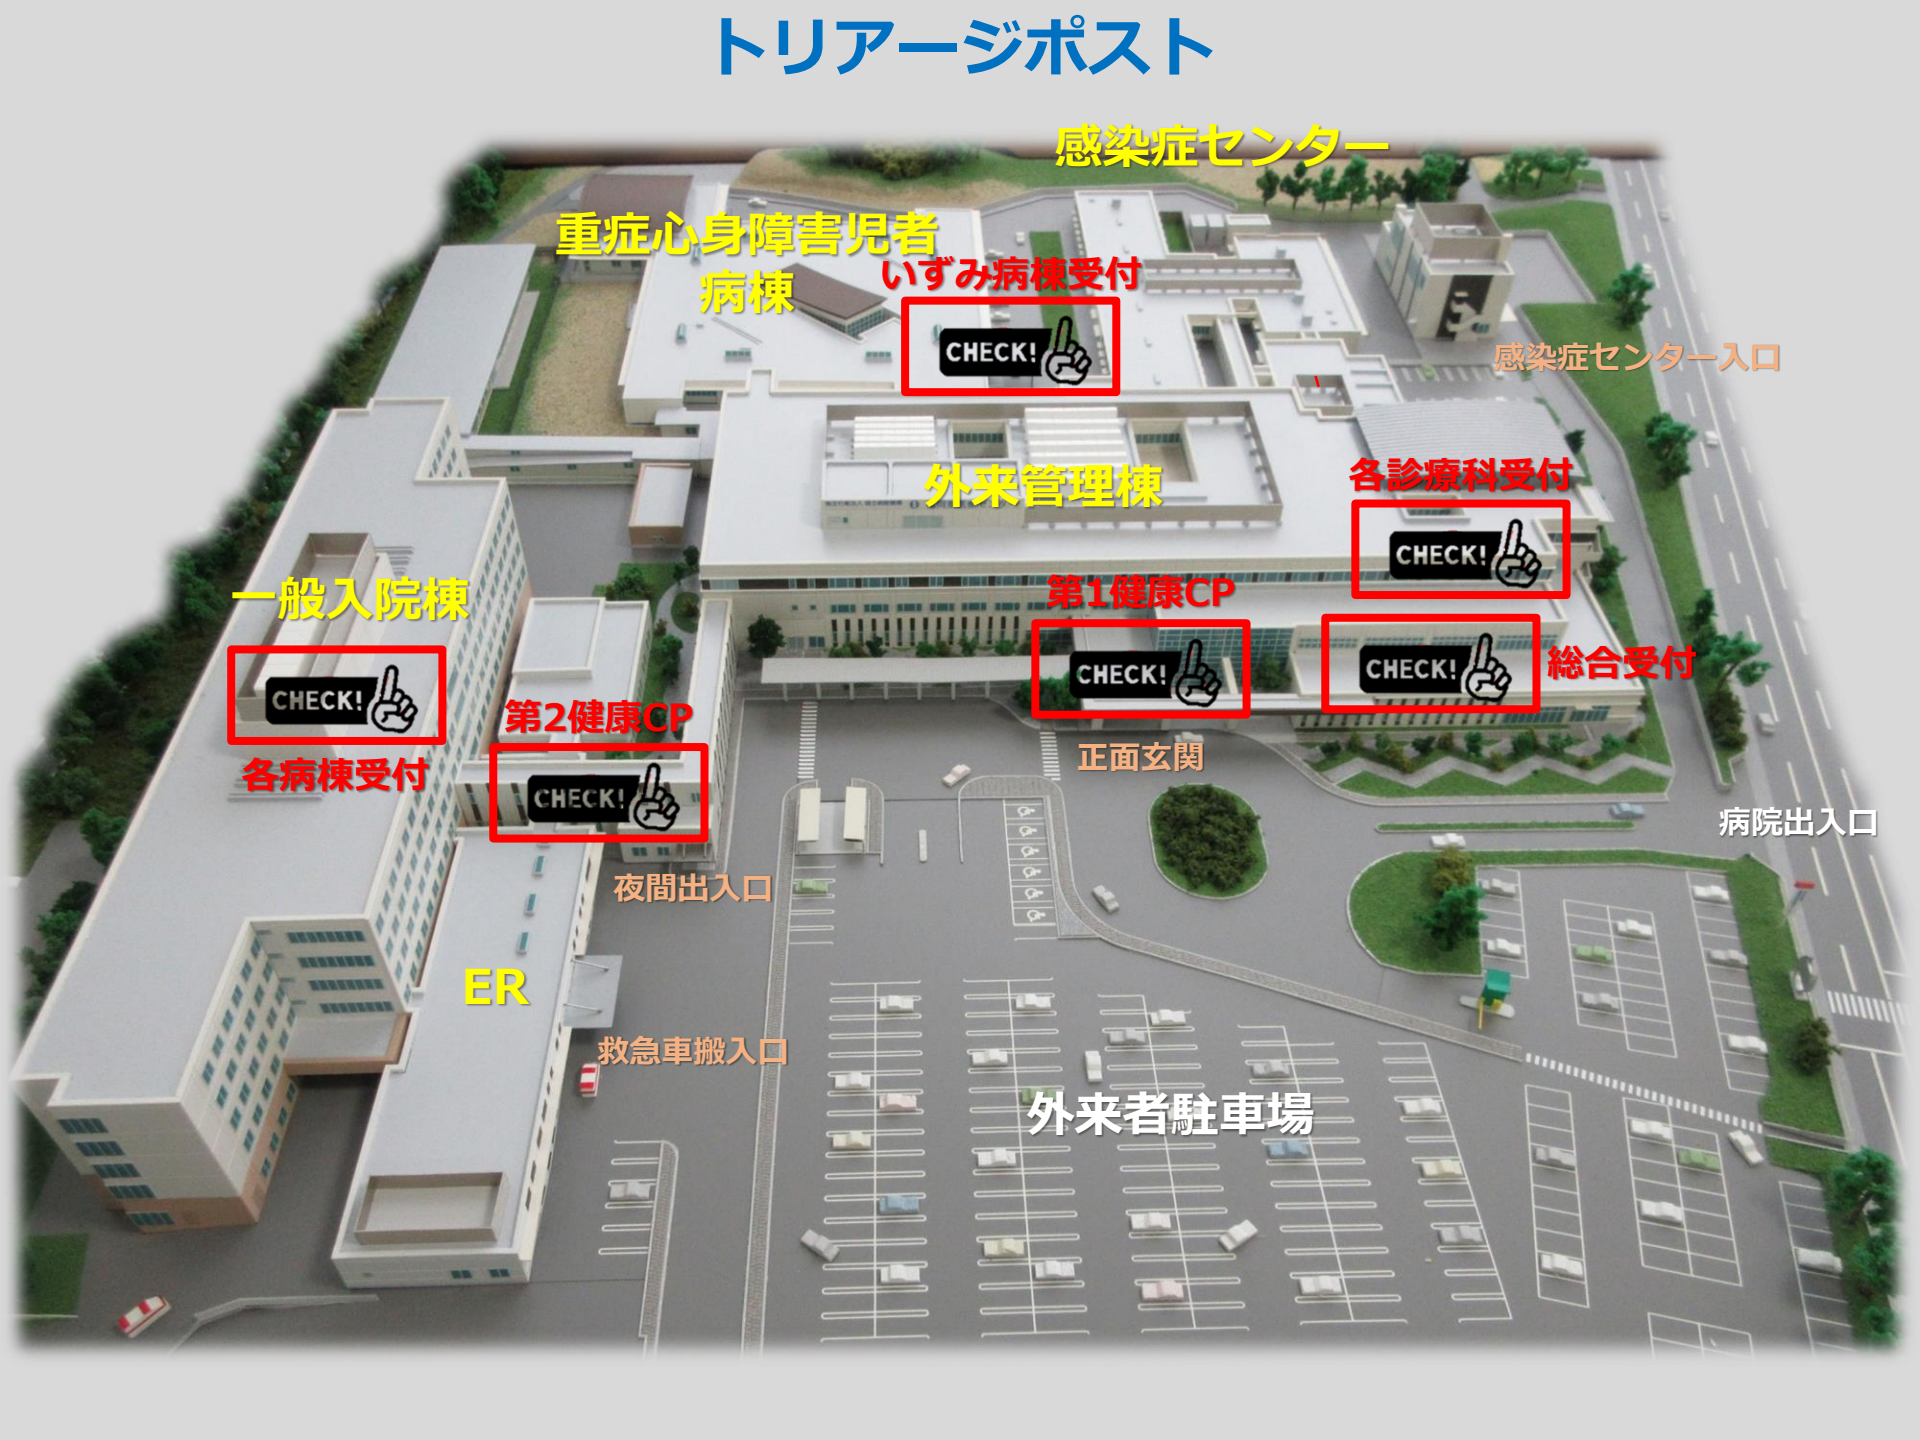 トリアージポスト
感染症センター
重症心身障害児者
病棟
いずみ病棟受付
CHECK!
感染症センター入口
外来管理棟
各診療科受付
CHECK!
一般入院棟
CHECK!
各病棟受付
第1健康CP
CHECK!
CHECK!
総合受付
第2健康CP
CHECK!
正面玄関
病院出入口
夜間出入口
ER
救急車搬入口
外来者駐車場